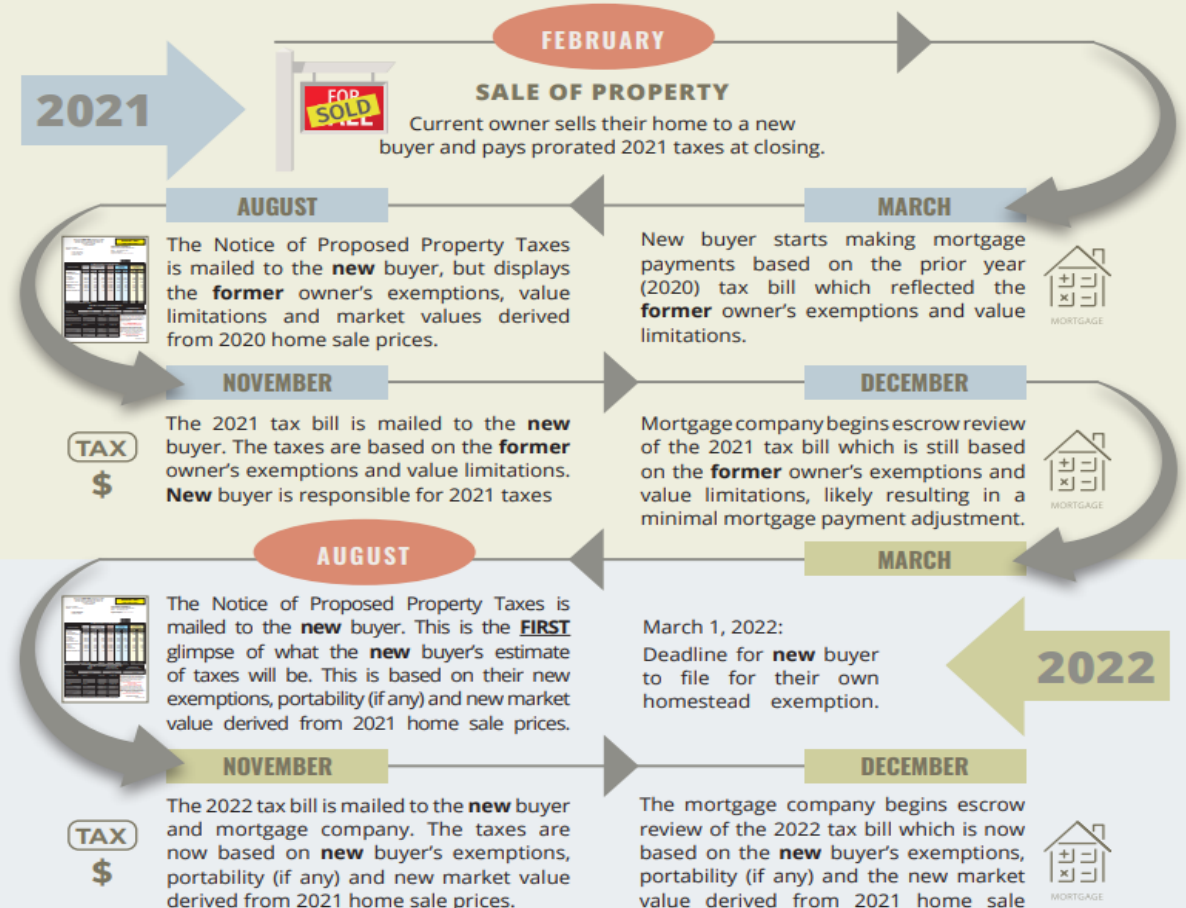 FEBRUARY
2021
FOR
SOLD
SALE OF PROPERTY
Current owner sells their home to a new
buyer and pays prorated 2021 taxes at closing.
MARCH
New buyer starts making mortgage
payments based on the prior year
(2020) tax bill which reflected the
former owner's exemptions and value
limitations.
MORTGAGE
AUGUST
The Notice of Proposed Property Taxes
is mailed to the new buyer, but displays
the former owner's exemptions, value
limitations and market values derived
from 2020 home sale prices.
NOVEMBER
TAX
$
The 2021 tax bill is mailed to the new
buyer. The taxes are based on the former
owner's exemptions and value limitations.
New buyer is responsible for 2021 taxes
DECEMBER
Mortgage company begins escrow review
of the 2021 tax bill which is still based
on the former owner's exemptions and
value limitations, likely resulting in a
minimal mortgage payment adjustment.
MORTGAGE
MARCH
2022
March 1, 2022:
Deadline for new buyer
to file for their own
homestead exemption.
AUGUST
The Notice of Proposed Property Taxes is
mailed to the new buyer. This is the FIRST
glimpse of what the new buyer's estimate
of taxes will be. This is based on their new
exemptions, portability (if any) and new market
value derived from 2021 home sale prices.
NOVEMBER
TAX
$
The 2022 tax bill is mailed to the new buyer
and mortgage company. The taxes are
now based on new buyer's exemptions,
portability (if any) and new market value
derived from 2021 home sale prices.
DECEMBER
The mortgage company begins escrow
review of the 2022 tax bill which is now
based on the new buyer's exemptions,
portability (if any) and the new market
value derived from 2021 home sale
MORTGAGE